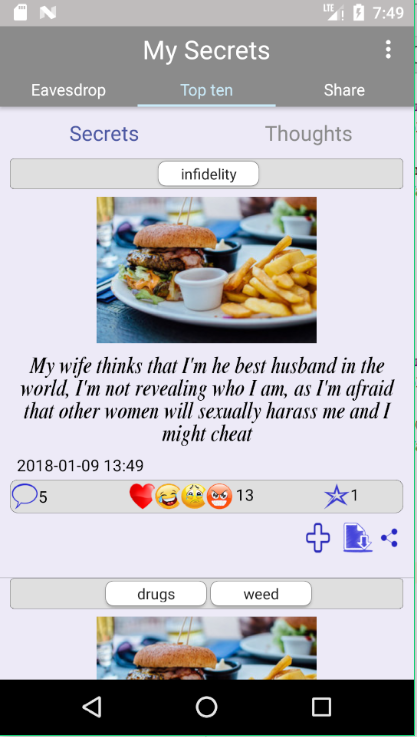 LTE 7:49
My Secrets
Eavesdrop Top ten Share
Secrets Thoughts
infidelity
My wife thinks that I'm he best husband in the
world, I'm not revealing who I am, as I'm afraid
that other women will sexually harass me and I
might cheat
2018-01-09 13:49
5 13 1
drugs weed